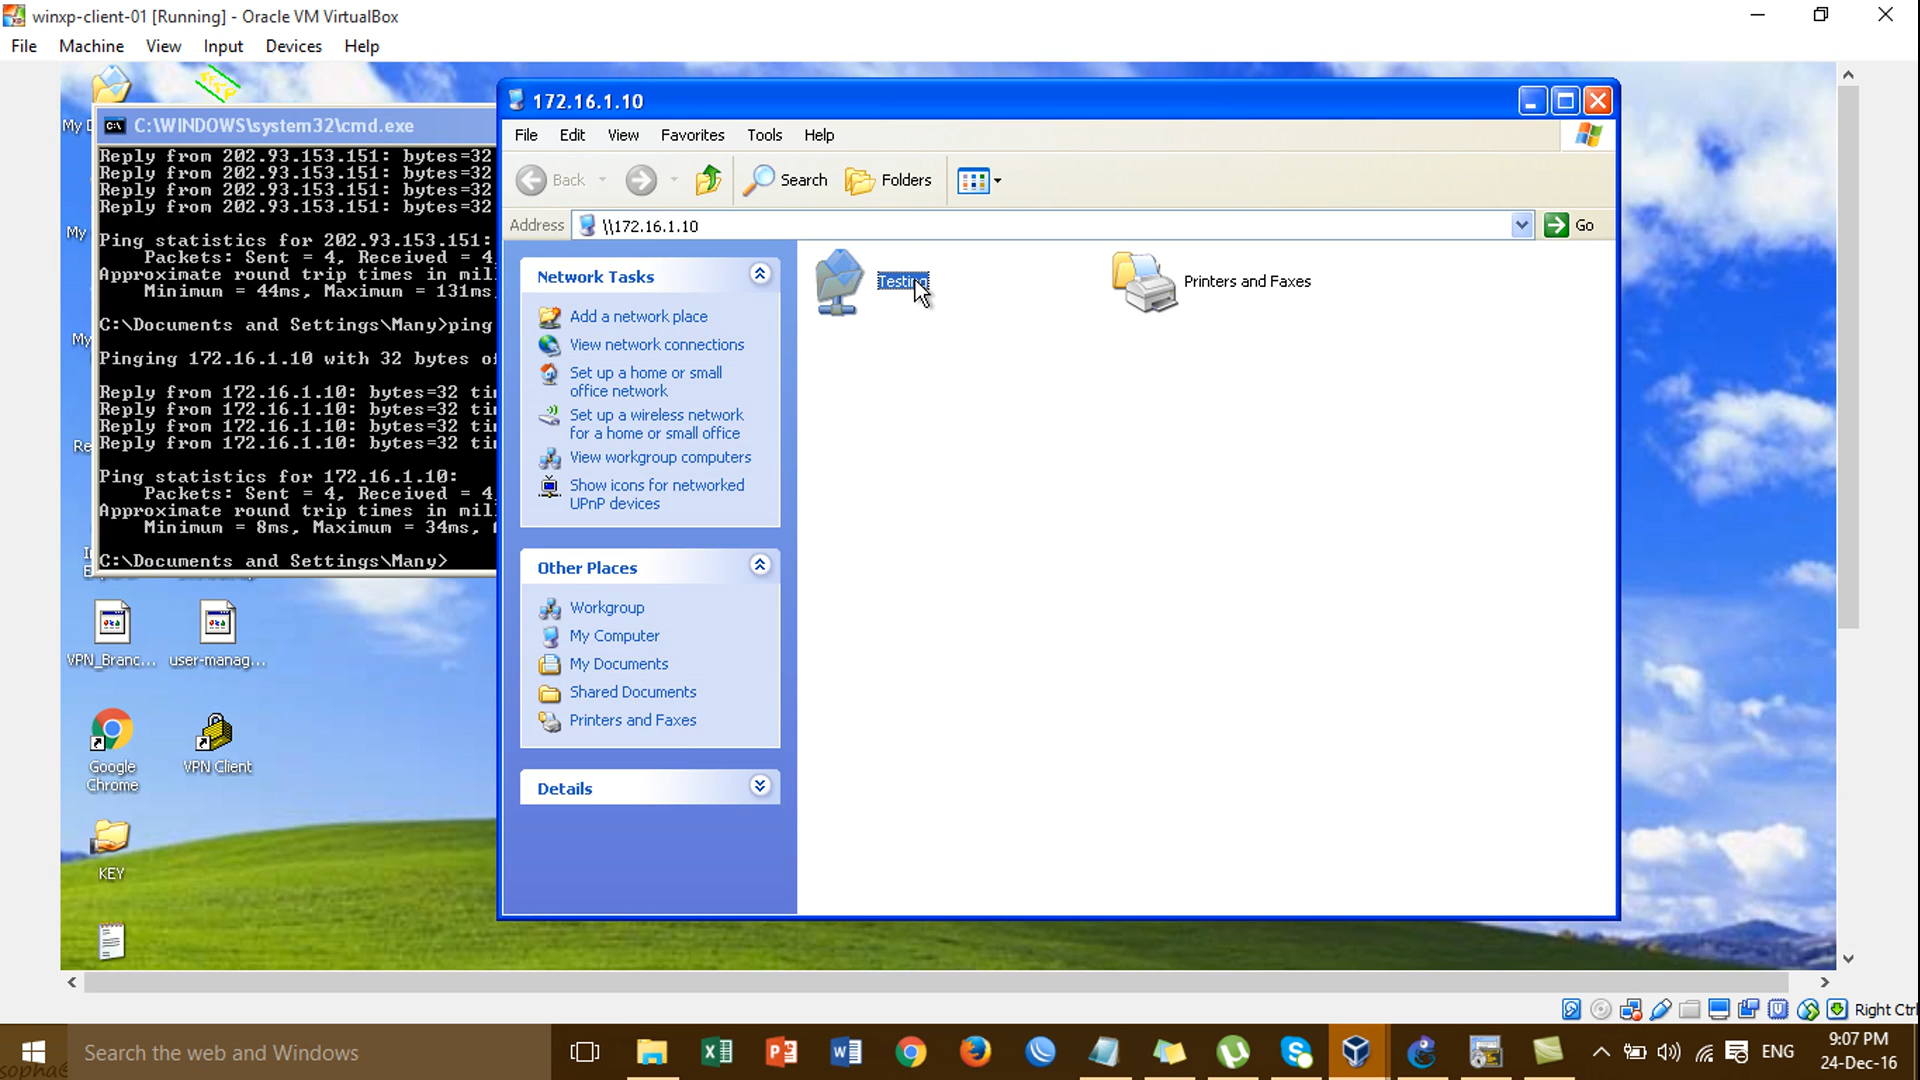 winxp-client-01 [Running] - Oracle VM VirtualBox
File Machine View Input Devices Help
C:\WINDOWS\system32\cmd.exe
Reply from 202.93.153.151: bytes=32
Reply from 202.93.153.151: bytes=32
Reply from 202.93.153.151: bytes=32
Reply from 202.93.153.151: bytes=32
Ping statistics for 202.93.153.151:
Packets: Sent = 4, Received = 4
Approximate round trip times in mil
Minimum = 44ms, Maximum = 131ms
C:\Documents and Settings\Many>ping
Pinging 172.16.1.10 with 32 bytes o
Reply from 172.16.1.10: bytes=32 ti
Reply from 172.16.1.10: bytes=32 ti
Reply from 172.16.1.10: bytes=32 ti
Reply from 172.16.1.10: bytes=32 ti
Ping statistics for 172.16.1.10:
Packets: Sent = 4, Received = 4
Approximate round trip times in mil
Minimum = 8ms, Maximum = 34ms,
C:\Documents and Settings\Many>
My
My
My
VPN_Branc...
user-manag...
Google
Chrome
VPN Client
KEY
172.16.1.10
File Edit View Favorites Tools Help
Back Search Folders
Address \\172.16.1.10 Go
Network Tasks
Add a network place
View network connections
Set up a home or small
office network
Set up a wireless network
for a home or small office
View workgroup computers
Show icons for networked
UPnP devices
Other Places
Workgroup
My Computer
My Documents
Shared Documents
Printers and Faxes
Details
Testing
Printers and Faxes
Right Ctrl
Search the web and Windows
ENG
9:07 PM
24-Dec-16